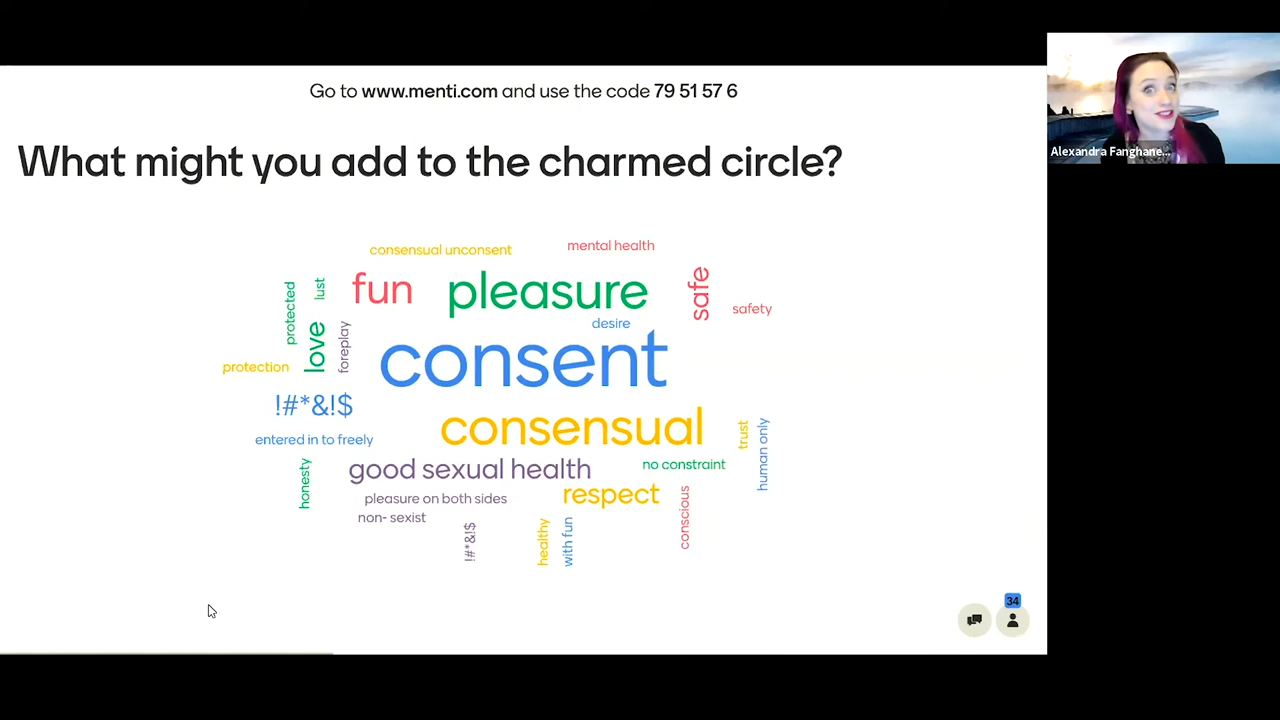 Go to www.menti.com and use the code 79 51 57 6
What might you add to the charmed circle?
Alexandra Fanghane...
consensual unconsent
mental health
protected
lust
fun
pleasure
safe
safety
desire
love
foreplay
consent
protection
!#*&!$
entered in to freely
consensual
trust
human only
honesty
good sexual health
no constraint
pleasure on both sides
respect
conscious
non- sexist
!#*&!$
healthy
with fun
34